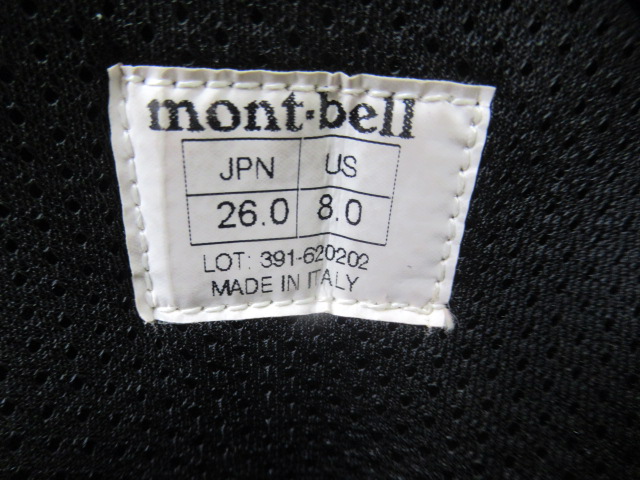 mont-bell
JPN US
26.0 8.0
LOT: 391-620202
MADE IN ITALY